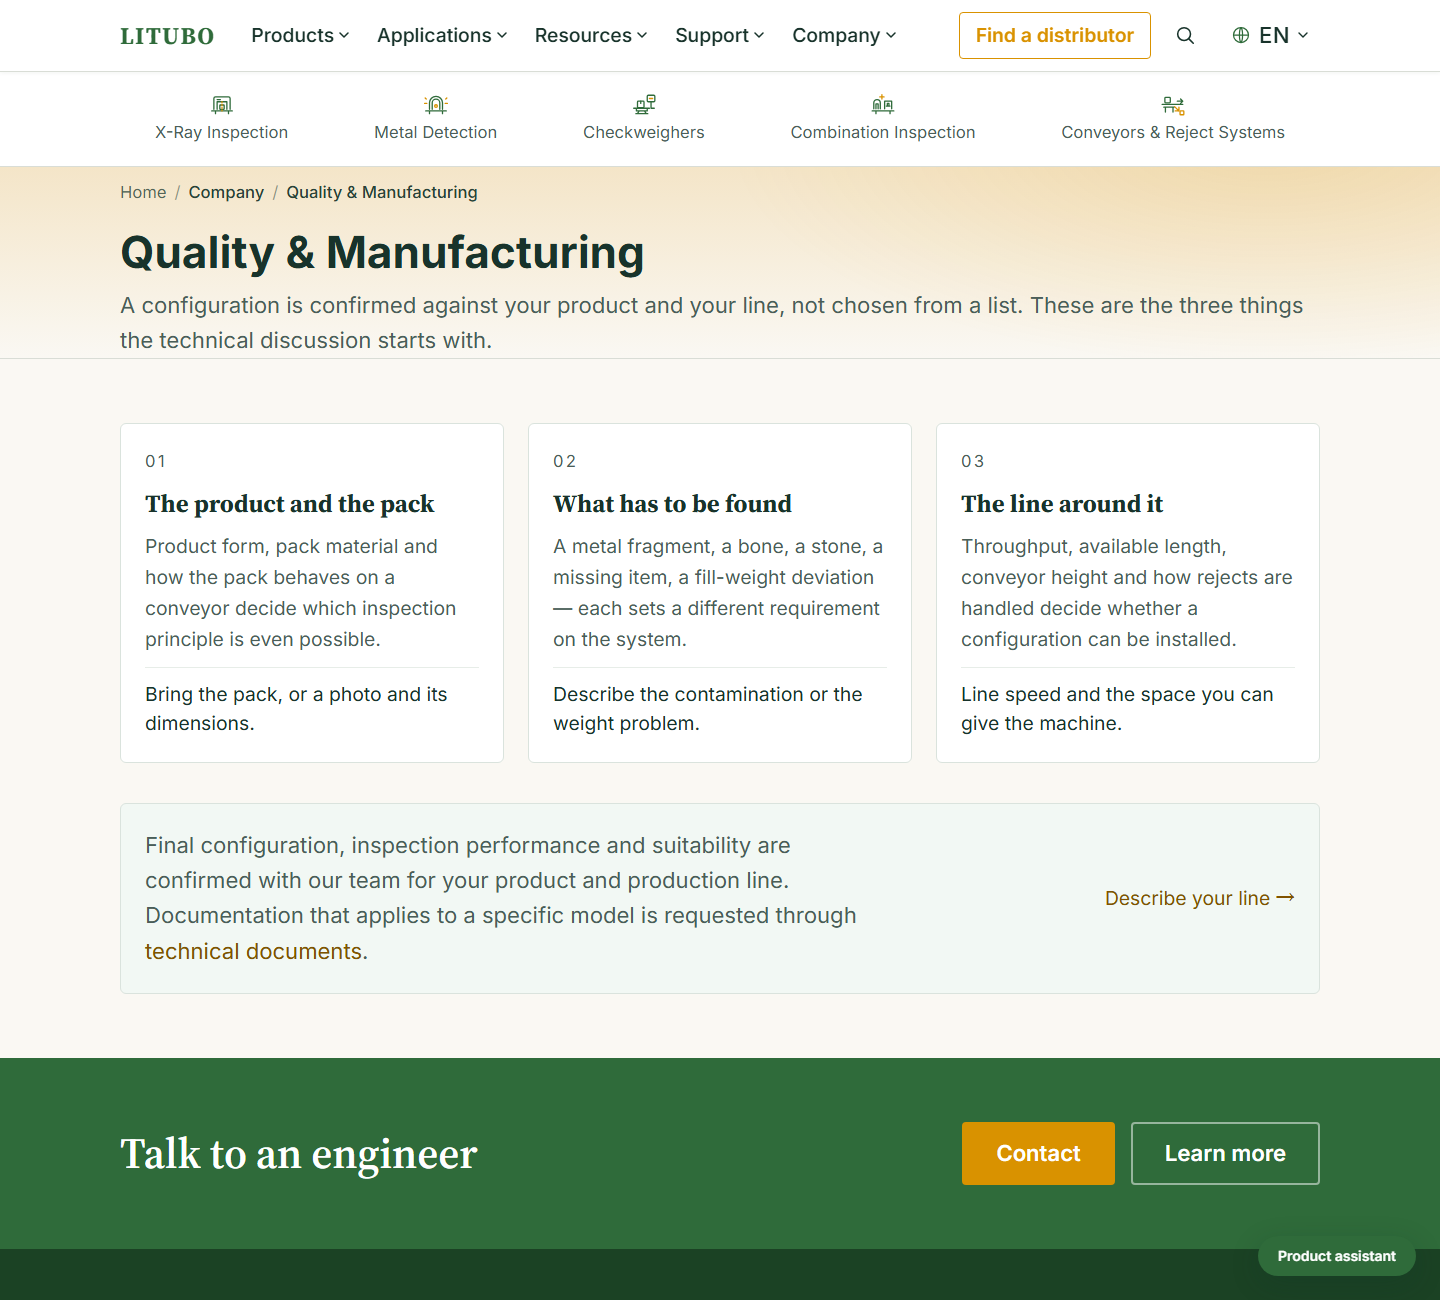 LITUBO
Products
Applications
Resources
Support
Company
Find a distributor
EN
X-Ray Inspection
Metal Detection
Checkweighers
Combination Inspection
Conveyors & Reject Systems
Home / Company / Quality & Manufacturing
Quality & Manufacturing
A configuration is confirmed against your product and your line, not chosen from a list. These are the three things
the technical discussion starts with.
01
The product and the pack
Product form, pack material and
how the pack behaves on a
conveyor decide which inspection
principle is even possible.
Bring the pack, or a photo and its
dimensions.
02
What has to be found
A metal fragment, a bone, a stone, a
missing item, a fill-weight deviation
— each sets a different requirement
on the system.
Describe the contamination or the
weight problem.
03
The line around it
Throughput, available length,
conveyor height and how rejects are
handled decide whether a
configuration can be installed.
Line speed and the space you can
give the machine.
Final configuration, inspection performance and suitability are
confirmed with our team for your product and production line.
Documentation that applies to a specific model is requested through
technical documents.
Describe your line →
Talk to an engineer
Contact
Learn more
Product assistant